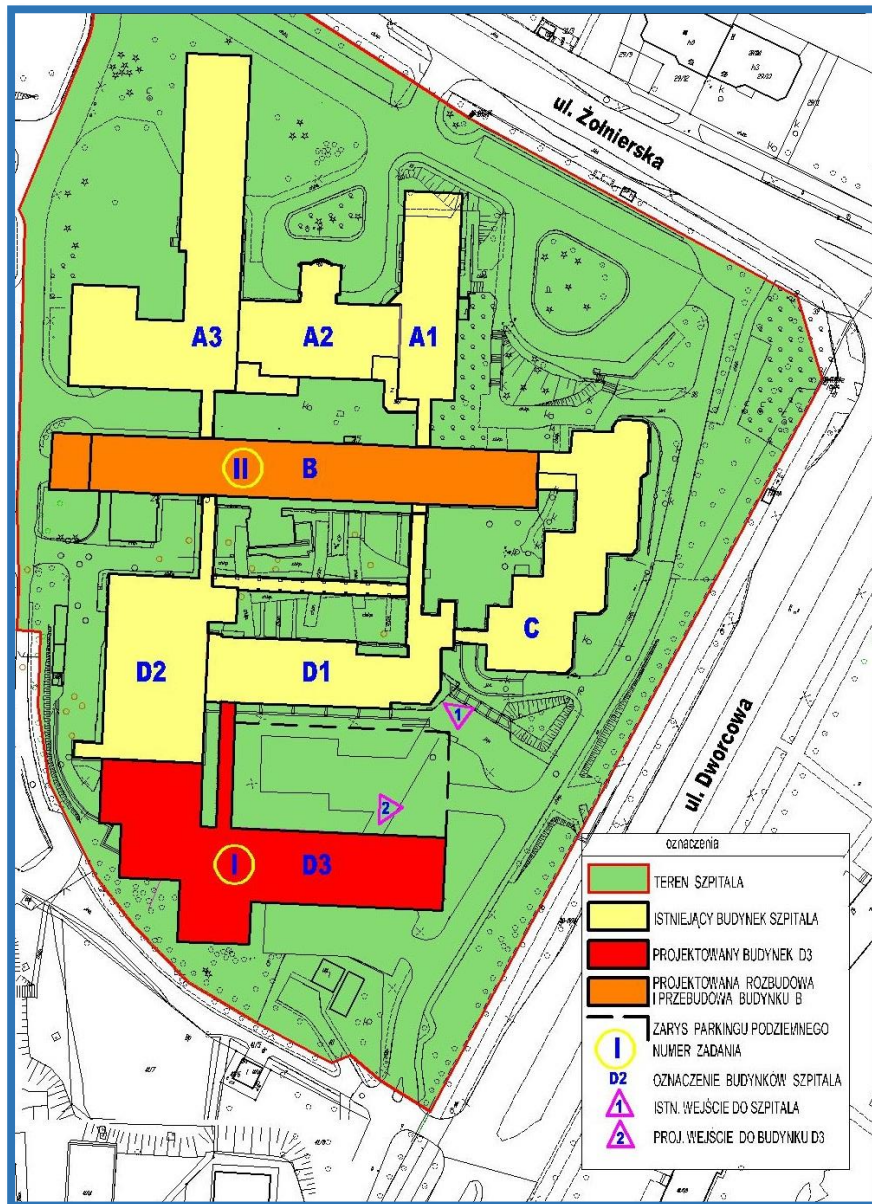 ul. Żołnierska
A3
A2
A1
II
B
C
D2
D1
1
ul. Dworcowa
2
I
D3
oznaczenia
TEREN SZPITALA
ISTNIEJĄCY BUDYNEK SZPITALA
PROJEKTOWANY BUDYNEK D3
PROJEKTOWANA ROZBUDOWA
I PRZEBUDOWA BUDYNKU B
ZARYS PARKINGU PODZIEMNEGO
I NUMER ZADANIA
D2 OZNACZENIE BUDYNKÓW SZPITALA
1 ISTN. WEJŚCIE DO SZPITALA
2 PROJ. WEJŚCIE DO BUDYNKU D3